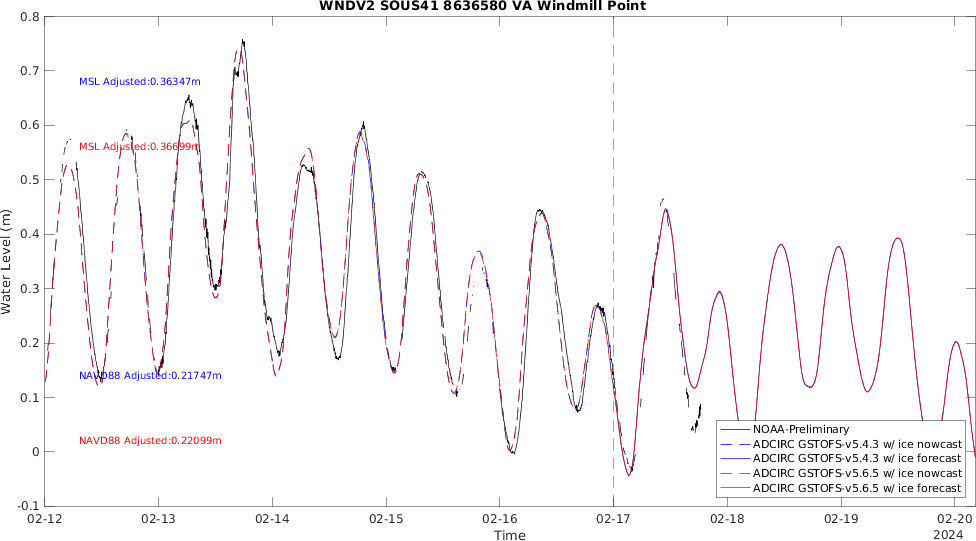 WNDV2 SOUS41 8636580 VA Windmill Point
0.8
0.7
0.6
0.5
0.4
0.3
0.2
0.1
0
-0.1
Water Level (m)
MSL Adjusted:0.36347m
MSL Adjusted:0.36699m
NAVD88 Adjusted:0.21747m
NAVD88 Adjusted:0.22099m
NOAA-Preliminary
ADCIRC GSTOFS-v5.4.3 w/ ice nowcast
ADCIRC GSTOFS-v5.4.3 w/ ice forecast
ADCIRC GSTOFS-v5.6.5 w/ ice nowcast
ADCIRC GSTOFS-v5.6.5 w/ ice forecast
02-12 02-13 02-14 02-15 02-16 02-17 02-18 02-19 02-20
Time
2024